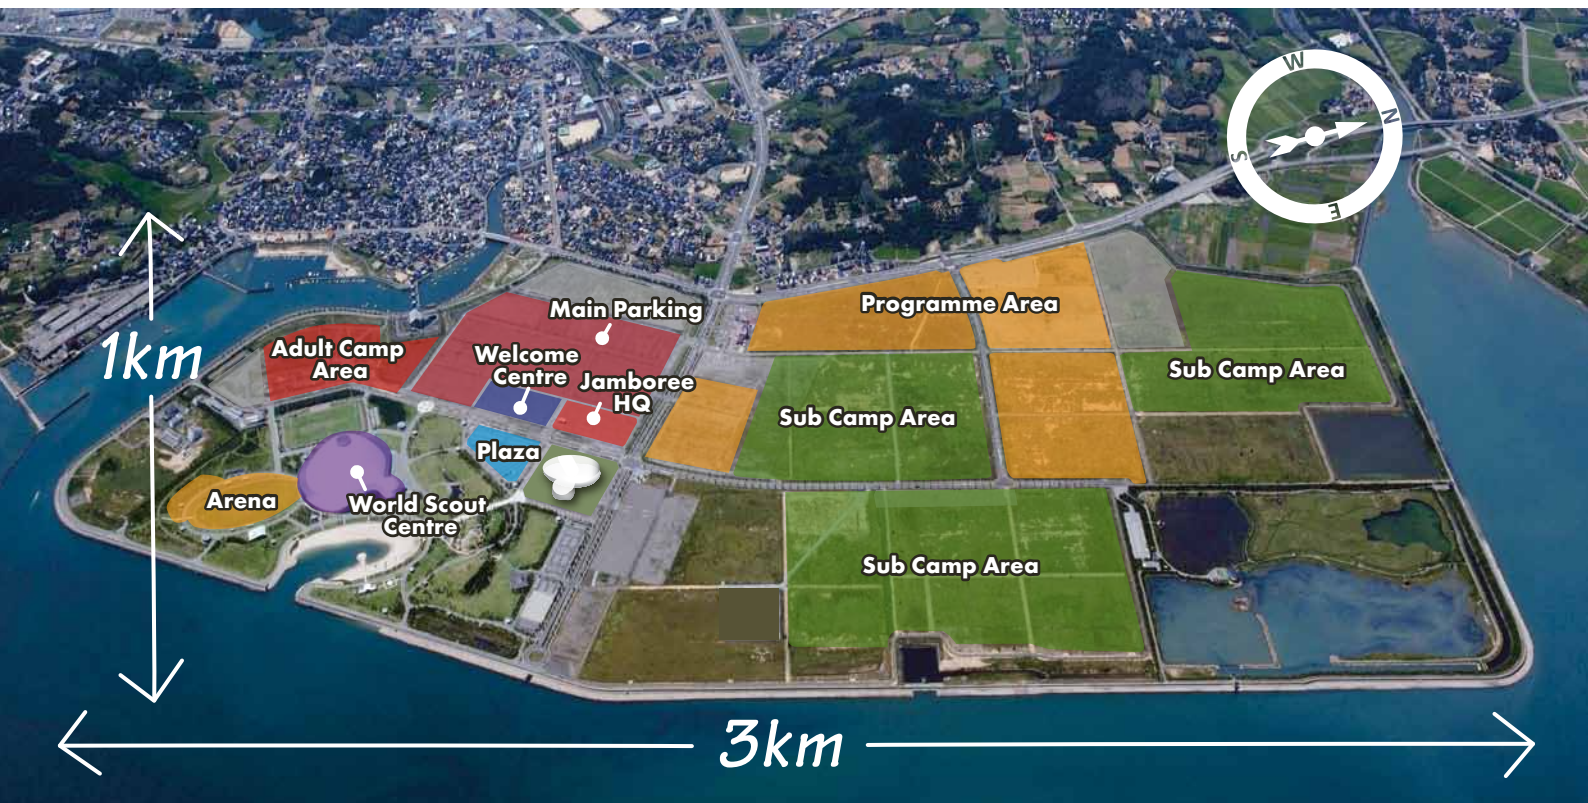 W
N
S
E
Main Parking
Programme Area
Adult Camp
Area
Welcome
Centre
Jamboree
HQ
Sub Camp Area
Sub Camp Area
1km
Plaza
Arena
World Scout
Centre
Sub Camp Area
3km